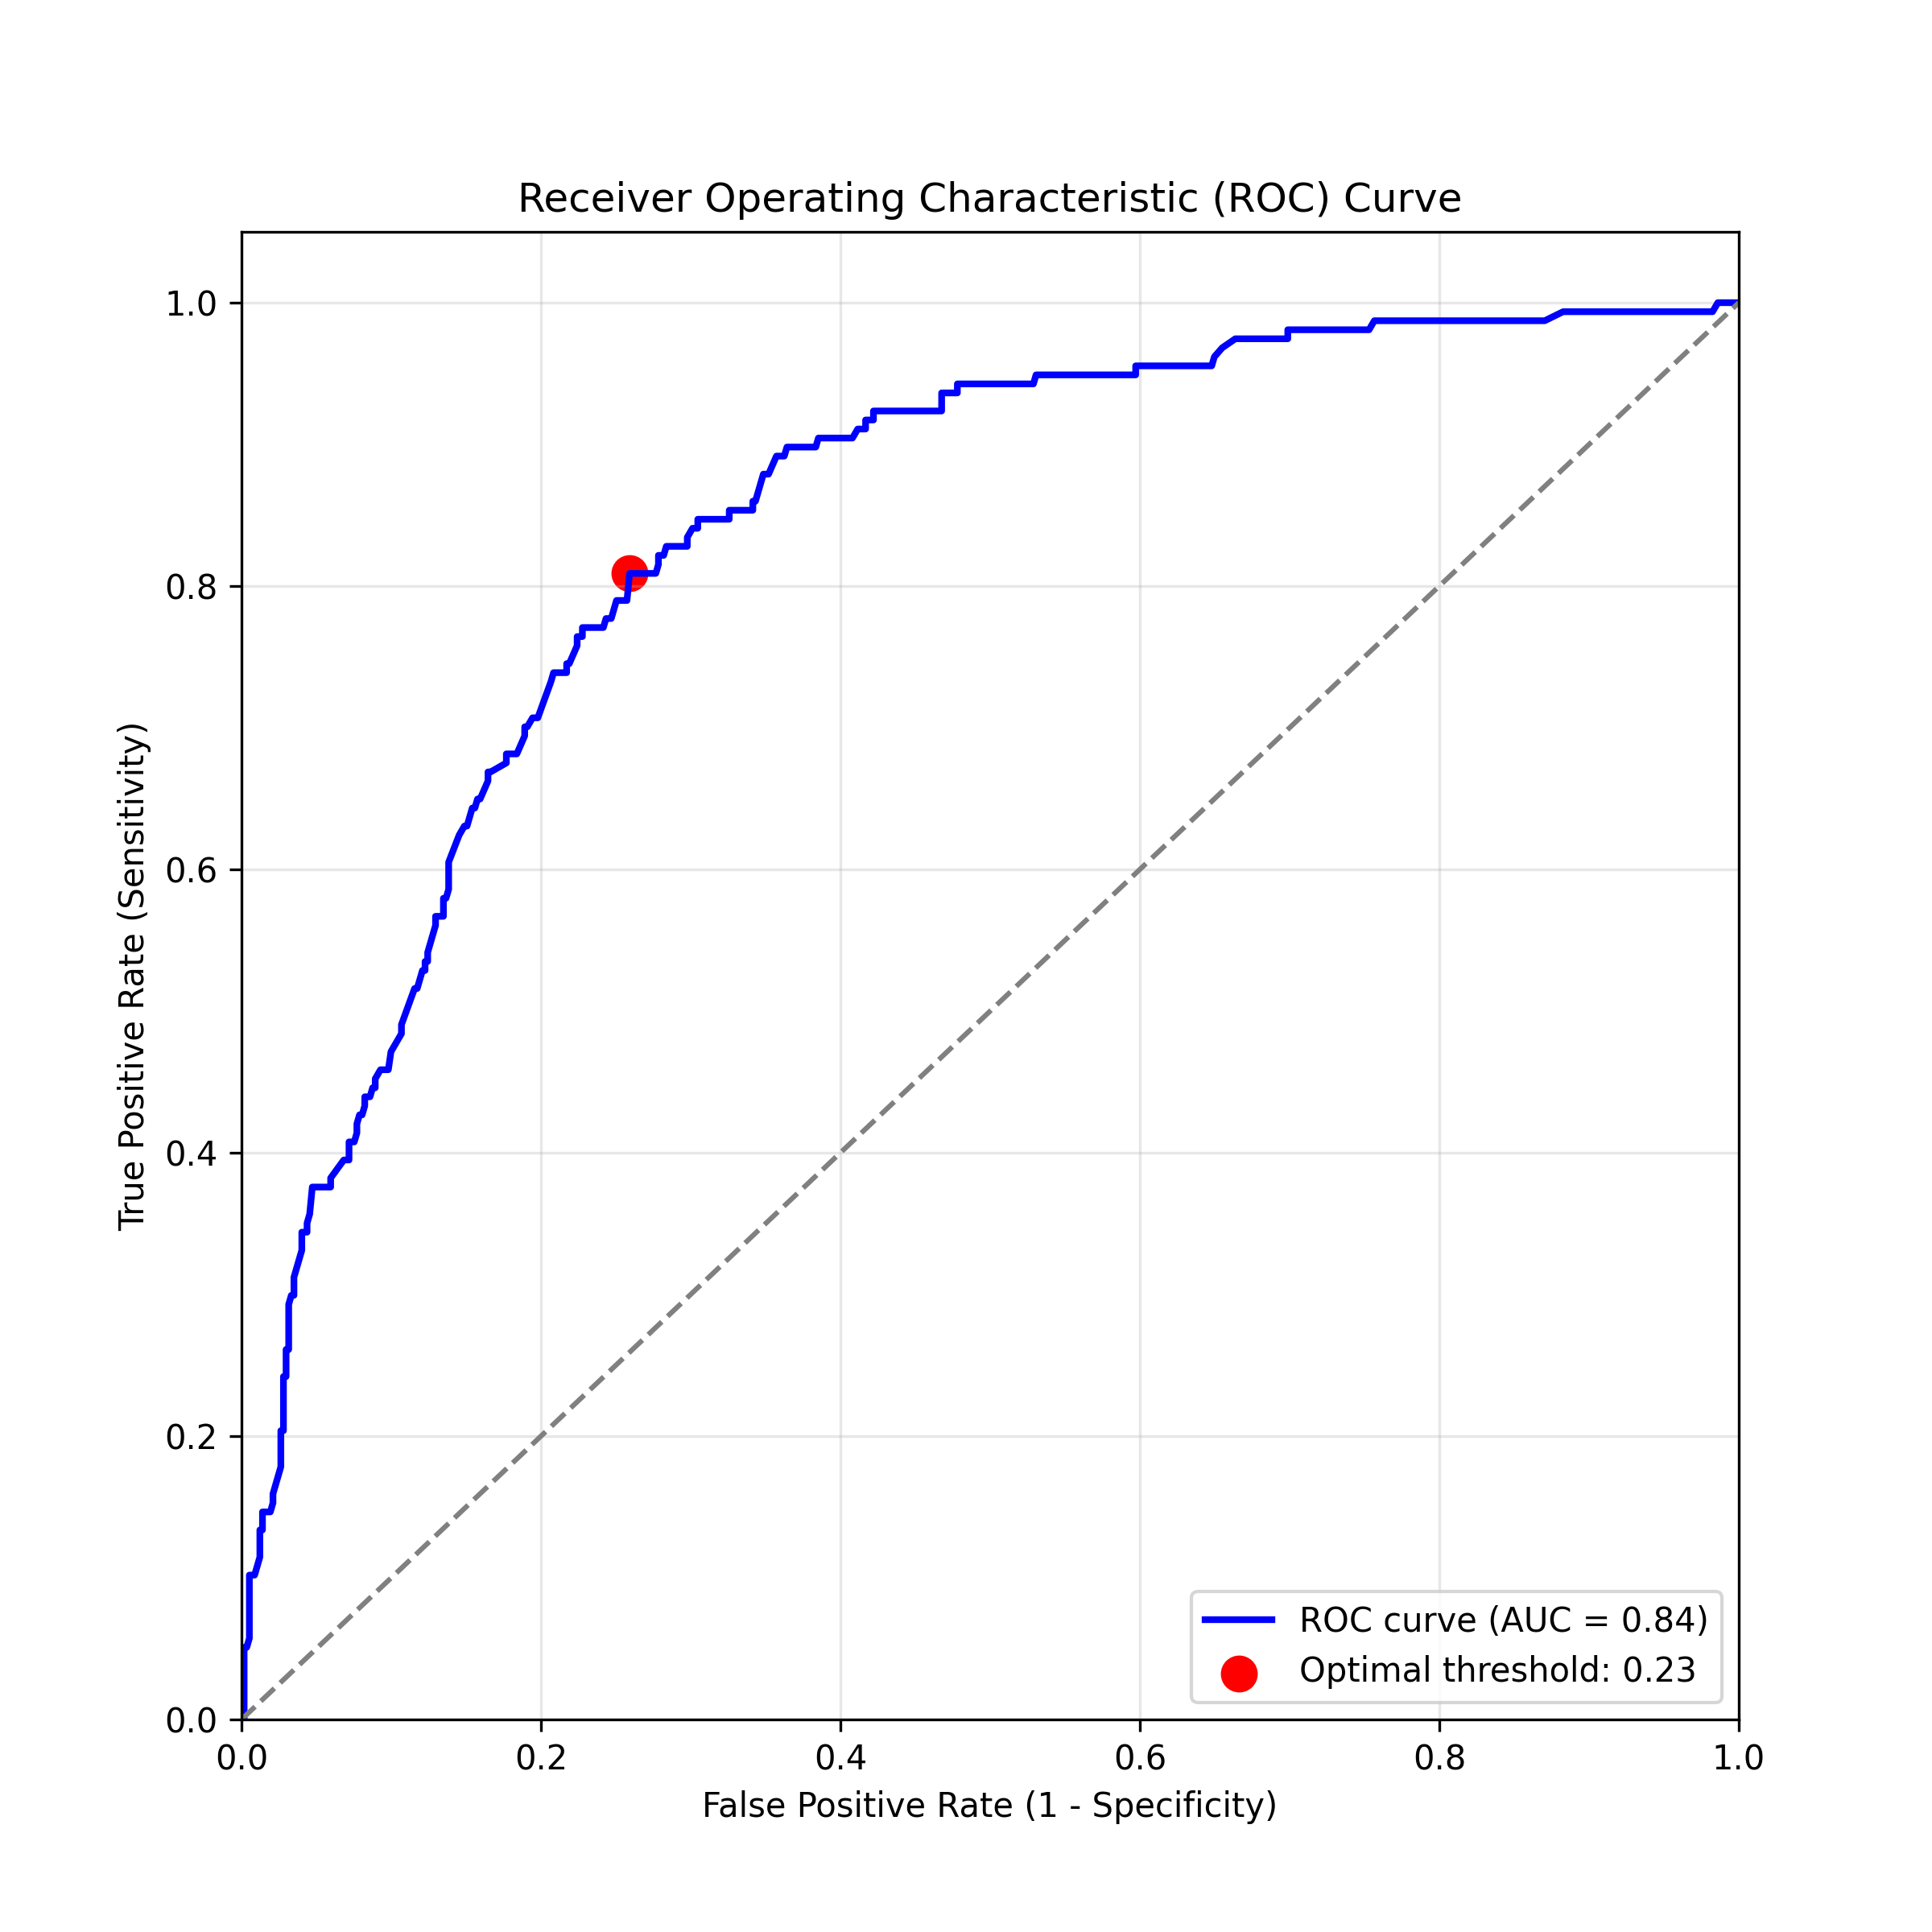 Receiver Operating Characteristic (ROC) Curve
1.0
0.8
0.6
0.4
0.2
0.0
True Positive Rate (Sensitivity)
ROC curve (AUC = 0.84)
Optimal threshold: 0.23
0.0 0.2 0.4 0.6 0.8 1.0
False Positive Rate (1 - Specificity)